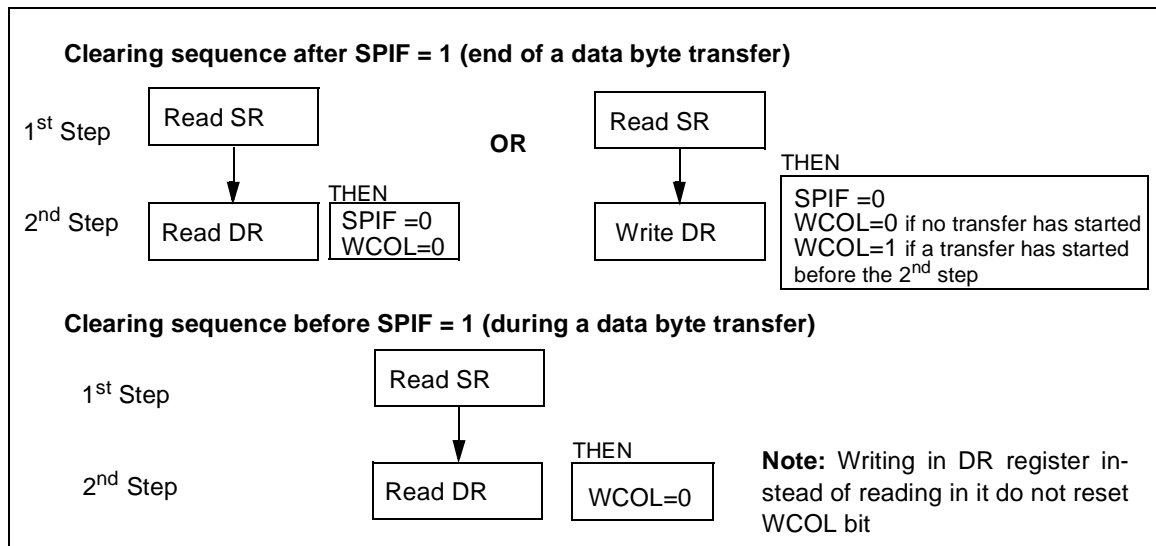 Clearing sequence after SPIF = 1 (end of a data byte transfer)
1st Step
Read SR
OR
Read SR
2nd Step
Read DR
THEN
SPIF =0
WCOL=0
Write DR
THEN
SPIF =0
WCOL=0 if no transfer has started
WCOL=1 if a transfer has started
before the 2nd step
Clearing sequence before SPIF = 1 (during a data byte transfer)
1st Step
Read SR
2nd Step
Read DR
THEN
WCOL=0
Note: Writing in DR register in-
stead of reading in it do not reset
WCOL bit